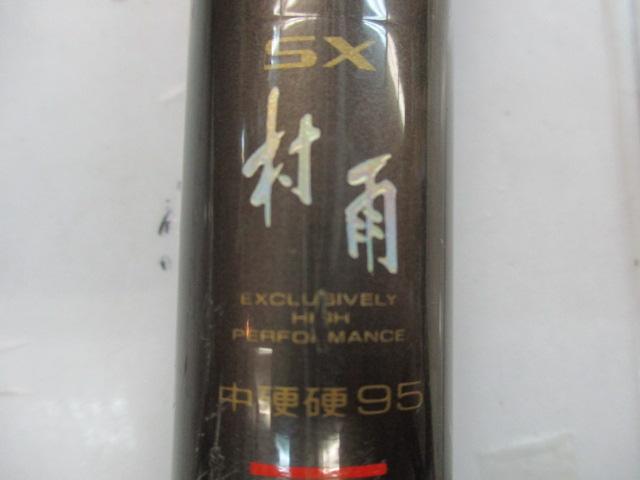 SX
村雨
EXCLUSIVELY
HIGH
PERFORMANCE
中硬硬95